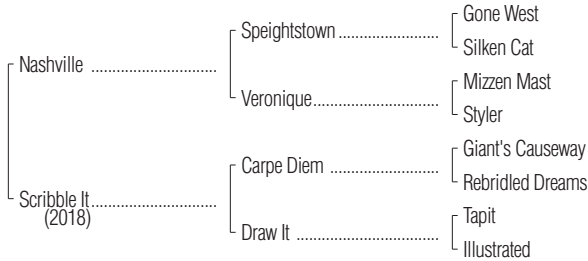 Gone West
Speightstown
Silken Cat
Nashville
Mizzen Mast
Veronique
Styler
Giant's Causeway
Carpe Diem
Rebridled Dreams
Scribble It
(2018)
Tapit
Draw It
Illustrated